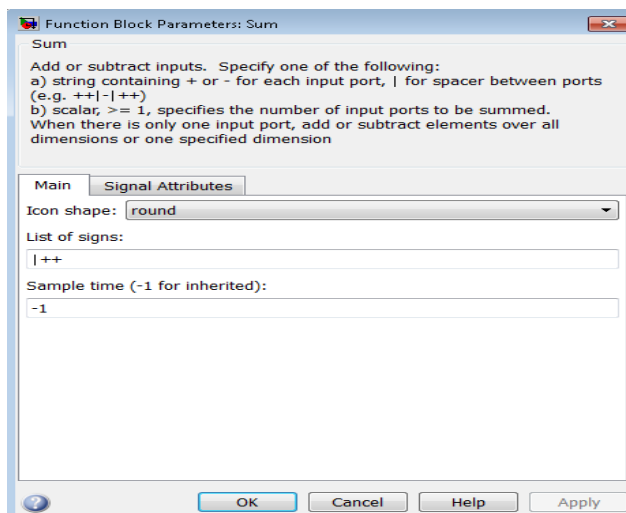 Function Block Parameters: Sum
Sum
Add or subtract inputs.  Specify one of the following:
a) string containing + or - for each input port, | for spacer between ports
(e.g. ++|-|++)
b) scalar, >= 1, specifies the number of input ports to be summed.
When there is only one input port, add or subtract elements over all
dimensions or one specified dimension
Main
Signal Attributes
Icon shape: round
List of signs:
|++
Sample time (-1 for inherited):
-1
OK
Cancel
Help
Apply